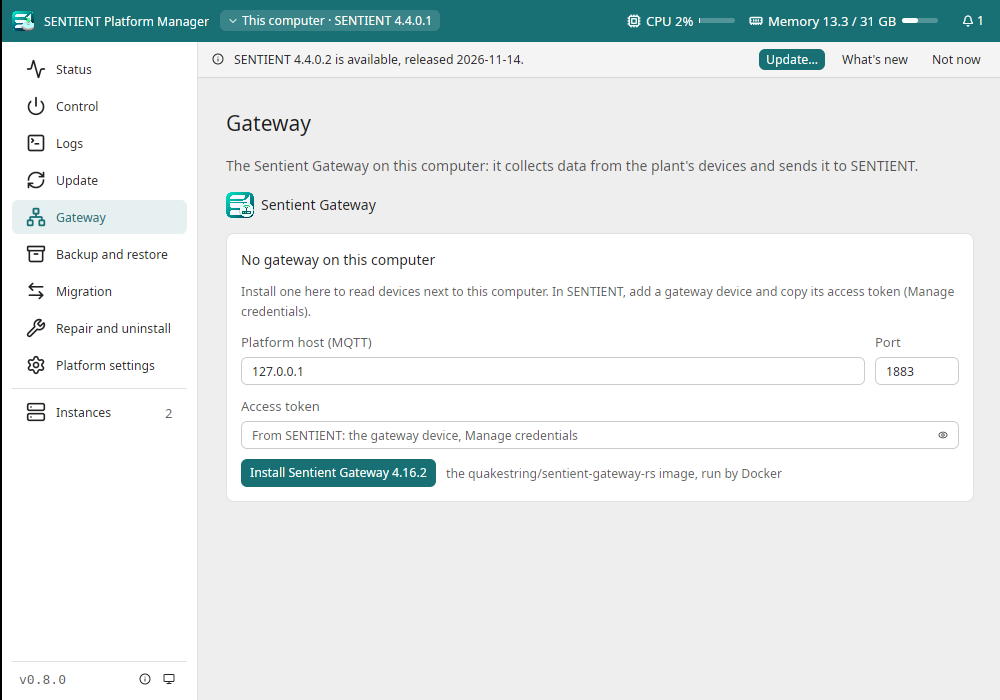 SENTIENT Platform Manager
This computer · SENTIENT 4.4.0.1
CPU 2%
Memory 13.3 / 31 GB
1
Status
Control
Logs
Update
Gateway
Backup and restore
Migration
Repair and uninstall
Platform settings
Instances 2
v0.8.0
SENTIENT 4.4.0.2 is available, released 2026-11-14.
Update...
What's new
Not now
Gateway
The Sentient Gateway on this computer: it collects data from the plant's devices and sends it to SENTIENT.
Sentient Gateway
No gateway on this computer
Install one here to read devices next to this computer. In SENTIENT, add a gateway device and copy its access token (Manage
credentials).
Platform host (MQTT) Port
127.0.0.1 1883
Access token
From SENTIENT: the gateway device, Manage credentials
Install Sentient Gateway 4.16.2 the quakestring/sentient-gateway-rs image, run by Docker